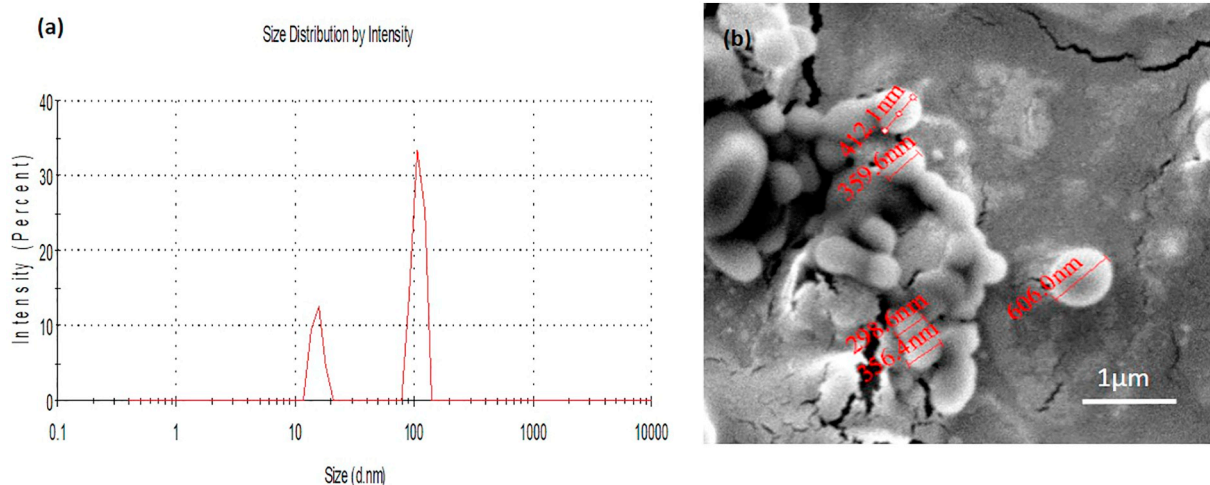 (a)
Size Distribution by Intensity
Intensity (Percent)
40
30
20
10
0
0.1 1 10 100 1000 10000
Size (d.nm)
(b)
412.1nm
359.6nm
606.0nm
298.6nm
356.4nm
1µm